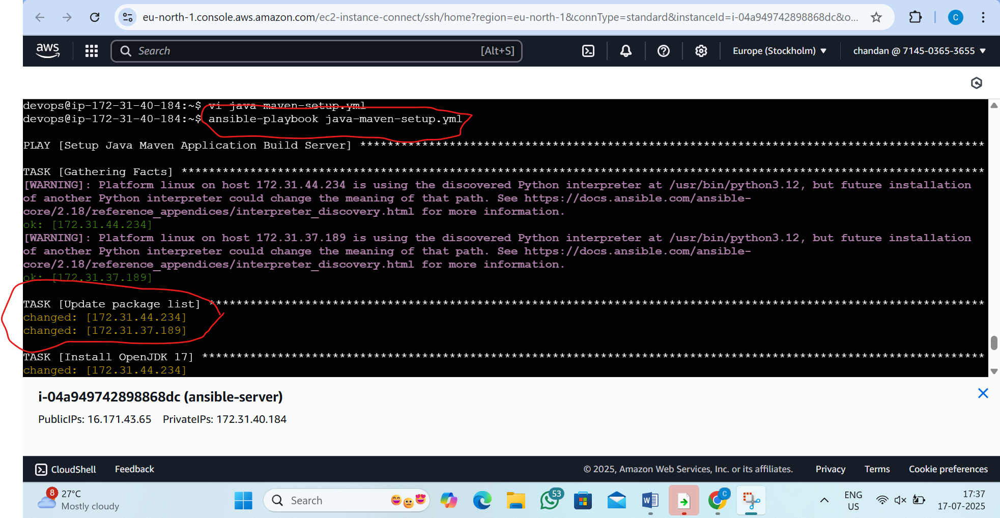 eu-north-1.console.aws.amazon.com/ec2-instance-connect/ssh/home?region=eu-north-1&connType=standard&instanceId=i-04a949742898868dc&o...
C
aws
Search
[Alt+S]
Europe (Stockholm)
chandan @ 7145-0365-3655
devops@ip-172-31-40-184:~$ vi java-maven-setup.yml
devops@ip-172-31-40-184:~$ ansible-playbook java-maven-setup.yml
PLAY [Setup Java Maven Application Build Server] *******************************************************************************************
TASK [Gathering Facts] *********************************************************************************************************************
[WARNING]: Platform linux on host 172.31.44.234 is using the discovered Python interpreter at /usr/bin/python3.12, but future installation
of another Python interpreter could change the meaning of that path. See https://docs.ansible.com/ansible-
core/2.18/reference_appendices/interpreter_discovery.html for more information.
ok: [172.31.44.234]
[WARNING]: Platform linux on host 172.31.37.189 is using the discovered Python interpreter at /usr/bin/python3.12, but future installation
of another Python interpreter could change the meaning of that path. See https://docs.ansible.com/ansible-
core/2.18/reference_appendices/interpreter_discovery.html for more information.
ok: [172.31.37.189]
TASK [Update package list] *****************************************************************************************************************
changed: [172.31.44.234]
changed: [172.31.37.189]
TASK [Install OpenJDK 17] ******************************************************************************************************************
changed: [172.31.44.234]
i-04a949742898868dc (ansible-server)
PublicIPs: 16.171.43.65 PrivateIPs: 172.31.40.184
CloudShell
Feedback
© 2025, Amazon Web Services, Inc. or its affiliates.
Privacy
Terms
Cookie preferences
8
27°C
Mostly cloudy
Search
53
W
C
ENG
US
17:37
17-07-2025